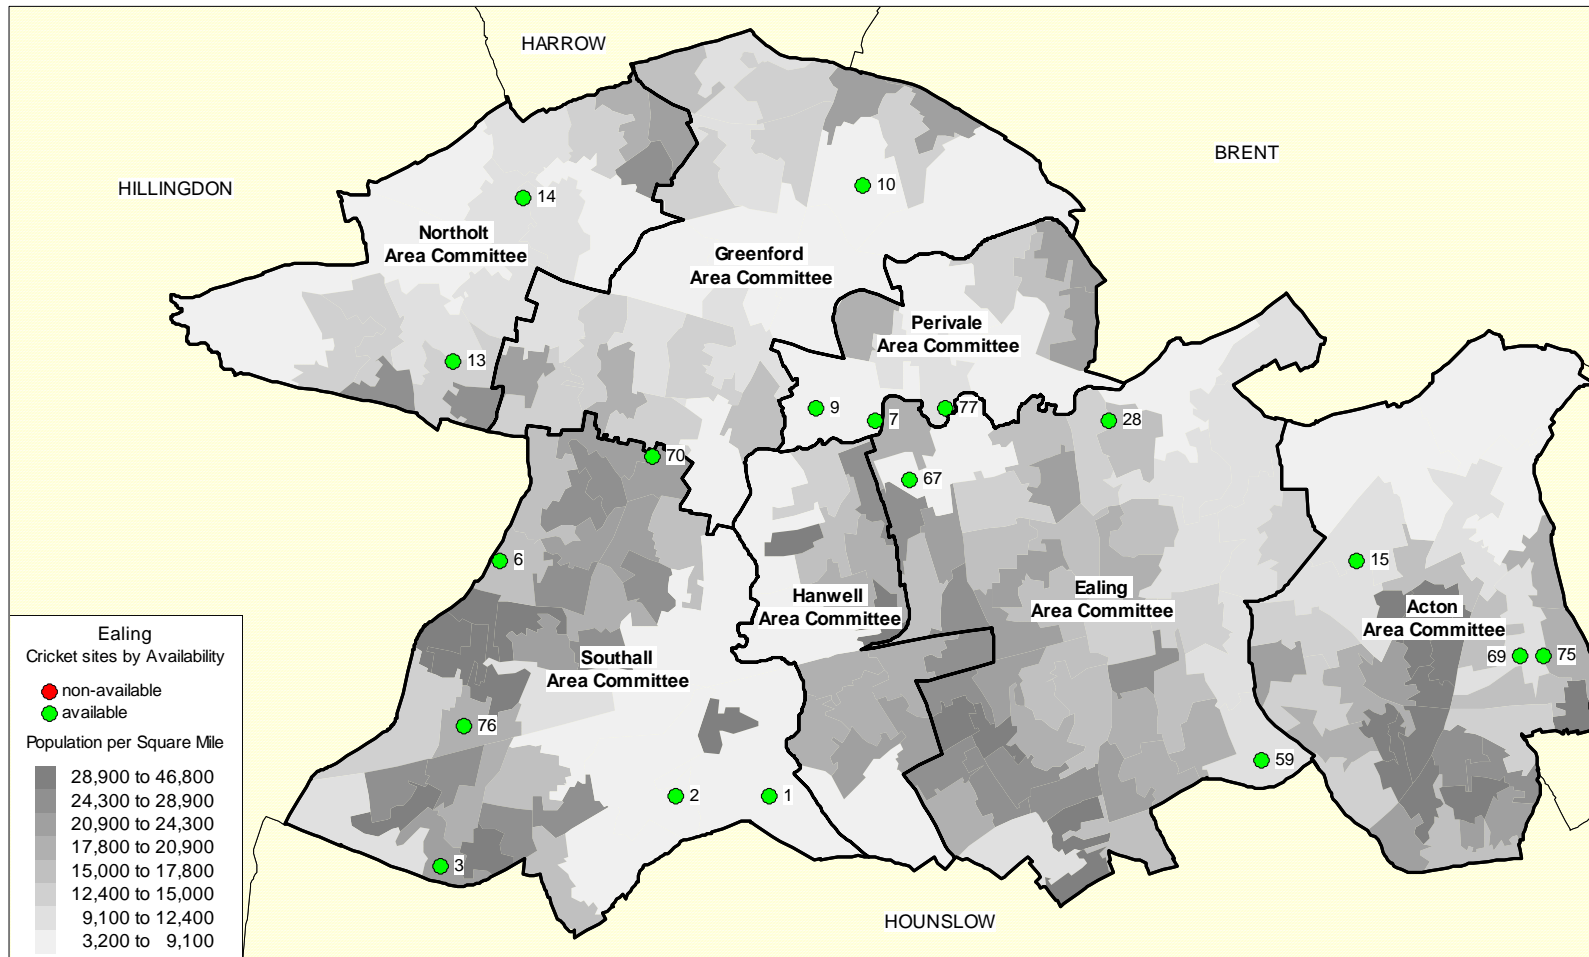 HARROW
BRENT
HILLINGDON
10
14
Northolt
Area Committee
Greenford
Area Committee
Perivale
Area Committee
13
9
7
77
28
70
67
6
15
Hanwell
Area Committee
Ealing
Area Committee
Acton
Area Committee
Southall
Area Committee
69
75
76
59
2
1
3
HOUNSLOW
Ealing
Cricket sites by Availability
non-available
available
Population per Square Mile
28,900 to 46,800
24,300 to 28,900
20,900 to 24,300
17,800 to 20,900
15,000 to 17,800
12,400 to 15,000
9,100 to 12,400
3,200 to 9,100